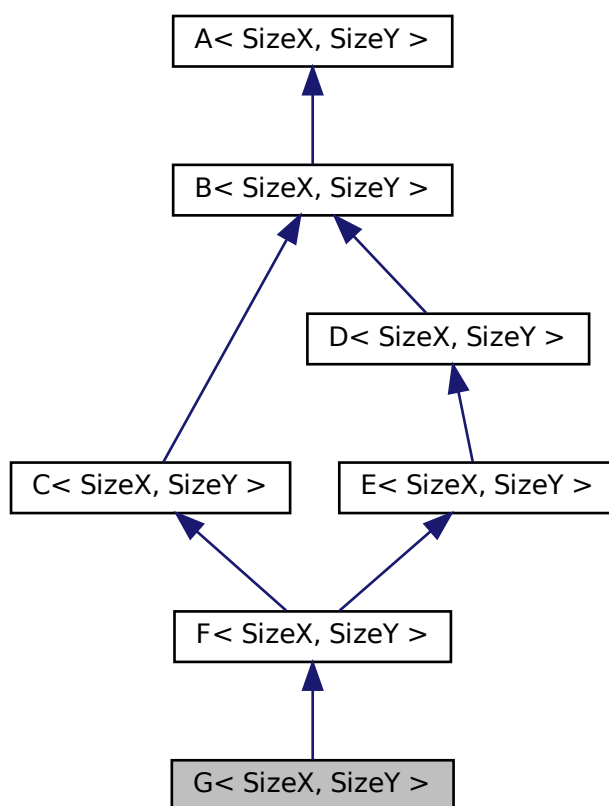 A< SizeX, SizeY >
B< SizeX, SizeY >
D< SizeX, SizeY >
C< SizeX, SizeY >
E< SizeX, SizeY >
F< SizeX, SizeY >
G< SizeX, SizeY >